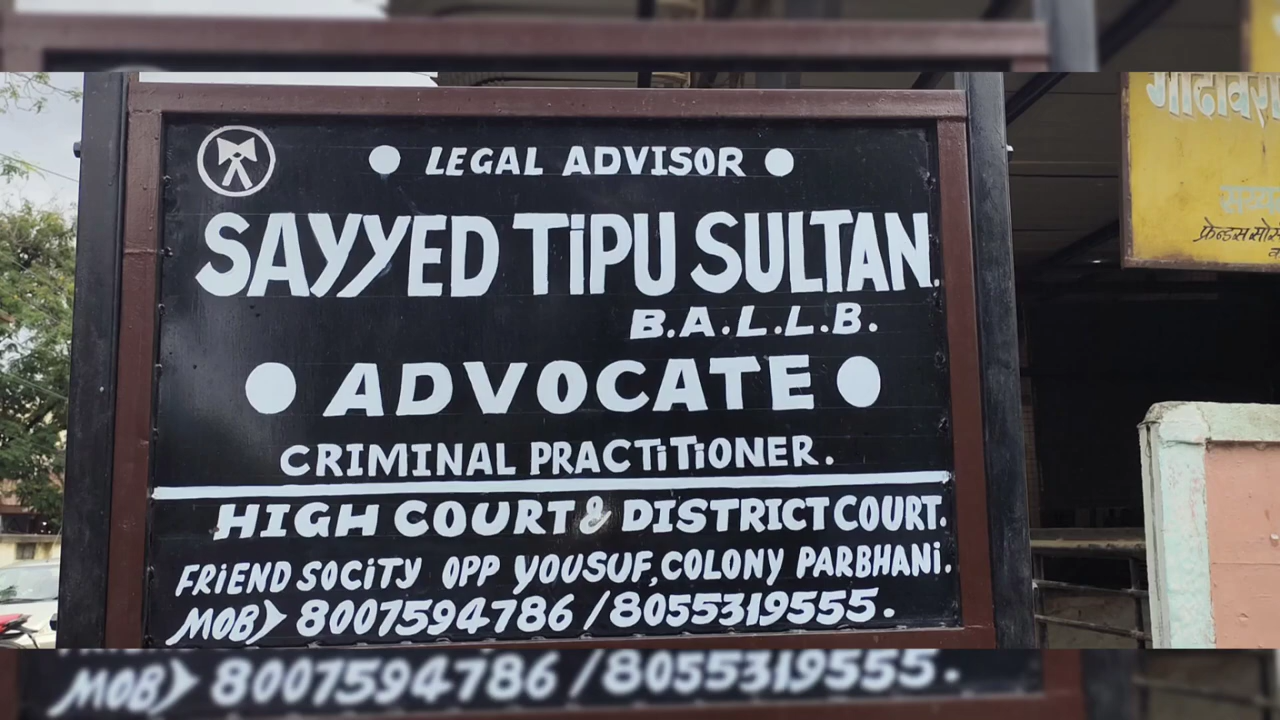 LEGAL ADVISOR
SAYYED TiPU SULTAN.
B.A.L.L.B.
ADVOCATE
CRIMINAL PRACTiTiONER.
HIGH COURT & DISTRICT COURT.
FRiEND SOCiTY OPP YOUSUF, COLONY PARBHANi.
MOB> 8007594786 / 8055319555.
MOB> 8007594786 / 8055319555.